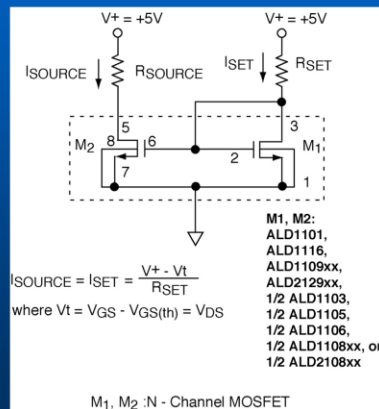 V+ = +5V
V+ = +5V
ISOURCE
RSOURCE
ISET
RSET
5
3
M2
8
6
2
M1
7
1
M1, M2:
ALD1101,
ALD1116,
ALD1109xx,
ALD2129xx,
1/2 ALD1103,
1/2 ALD1105,
1/2 ALD1106,
1/2 ALD1108xx, or
1/2 ALD2108xx
ISOURCE = ISET = V+ - Vt
RSET
where Vt = VGS - VGS(th) = VDS
M1, M2 :N - Channel MOSFET